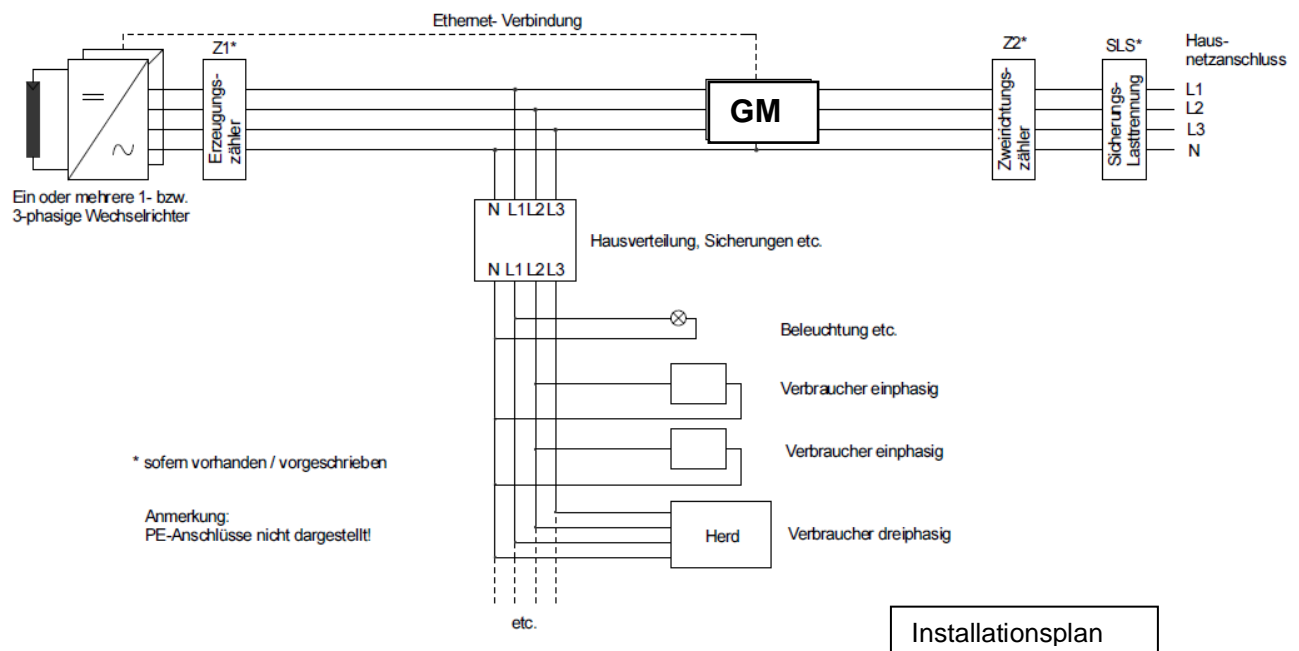 Ethernet- Verbindung
Z1*
Z2*
SLS*
Haus-
netzanschluss
Erzeugungs-
zähler
GM
Zweirichtungs-
zähler
Sicherungs-
Lasttrennung
L1
L2
L3
N
=
~
Ein oder mehrere 1- bzw.
3-phasige Wechselrichter
N L1 L2 L3
Hausverteilung, Sicherungen etc.
N L1 L2 L3
Beleuchtung etc.
Verbraucher einphasig
Verbraucher einphasig
* sofern vorhanden / vorgeschrieben
Anmerkung:
PE-Anschlüsse nicht dargestellt!
Herd
Verbraucher dreiphasig
etc.
Installationsplan